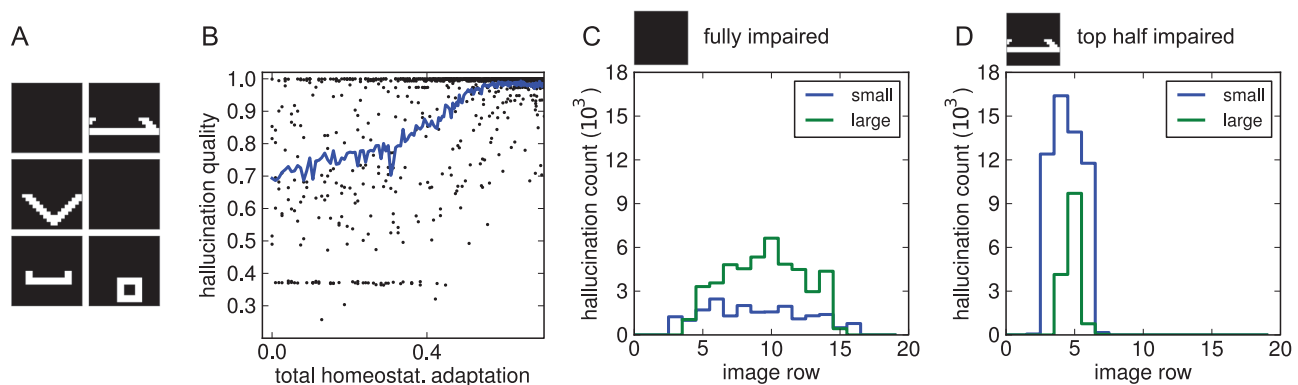 A
B
hallucination quality
1.0
0.9
0.8
0.7
0.6
0.5
0.4
0.3
0.0
0.4
total homeostat. adaptation
C
fully impaired
hallucination count (10³)
18
15
12
9
6
3
0
small
large
0
5
10
15
20
image row
D
top half impaired
hallucination count (10³)
18
15
12
9
6
3
0
small
large
0
5
10
15
20
image row